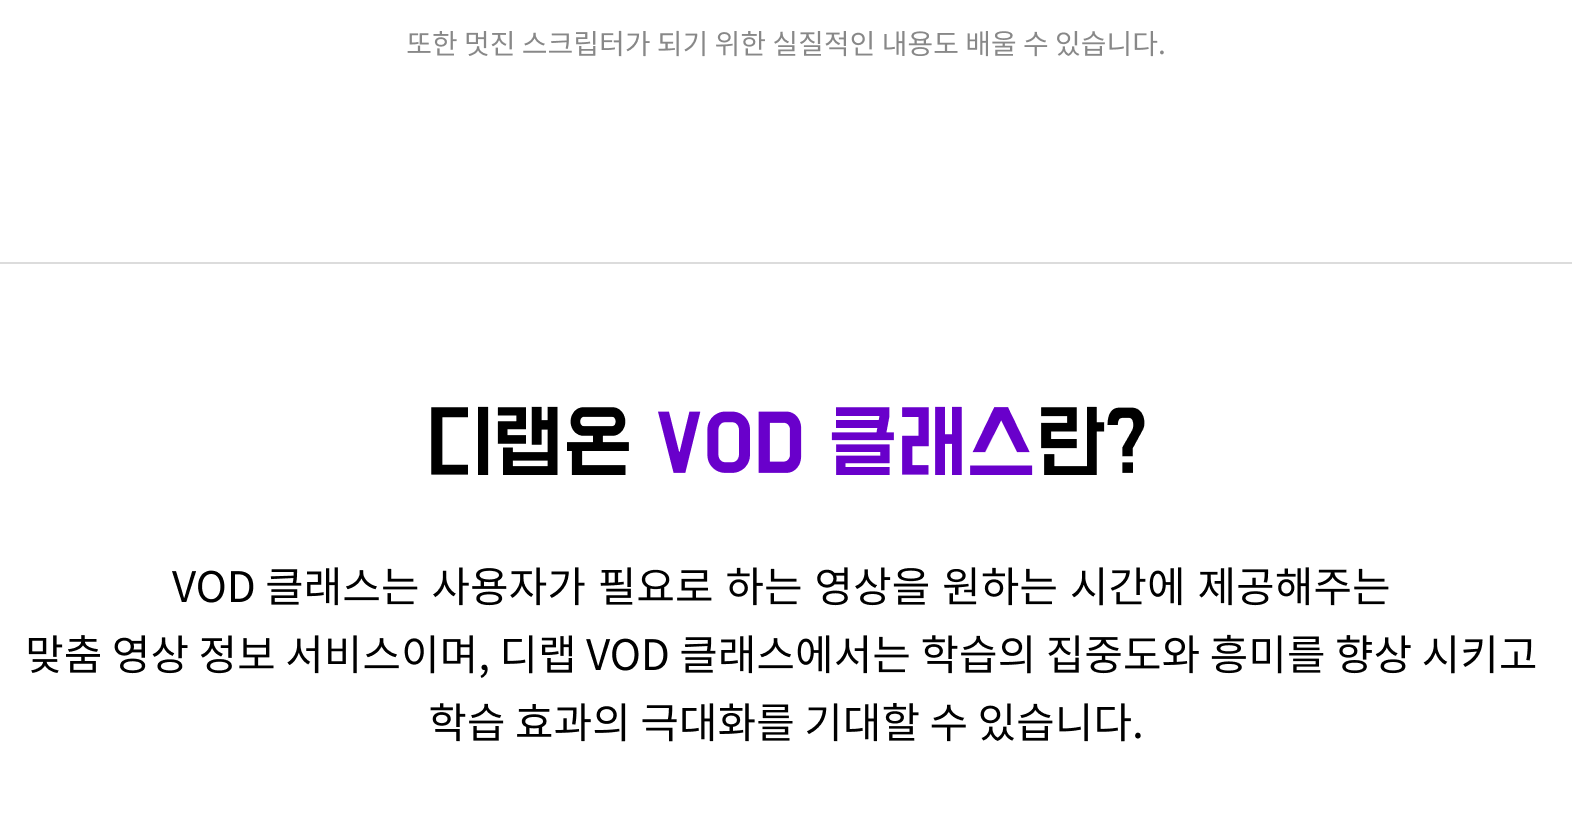 또한 멋진 스크립터가 되기 위한 실질적인 내용도 배울 수 있습니다.
디랩온 VOD 클래스란?
VOD 클래스는 사용자가 필요로 하는 영상을 원하는 시간에 제공해주는
맞춤 영상 정보 서비스이며, 디랩 VOD 클래스에서는 학습의 집중도와 흥미를 향상 시키고
학습 효과의 극대화를 기대할 수 있습니다.